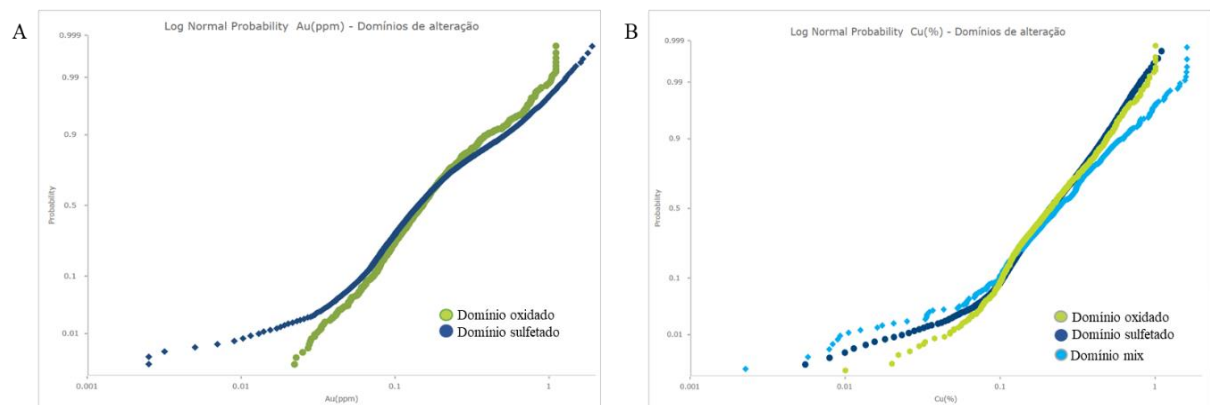 A
Log Normal Probability Au(ppm) - Domínios de alteração
0.999
0.99
0.9
0.5
0.1
0.01
Probability
0.001
0.01
0.1
1
Au(ppm)
Domínio oxidado
Domínio sulfetado
B
Log Normal Probability Cu(%) - Domínios de alteração
0.999
0.99
0.9
0.5
0.1
0.01
Probability
0.001
0.01
0.1
1
Cu(%)
Domínio oxidado
Domínio sulfetado
Domínio mix